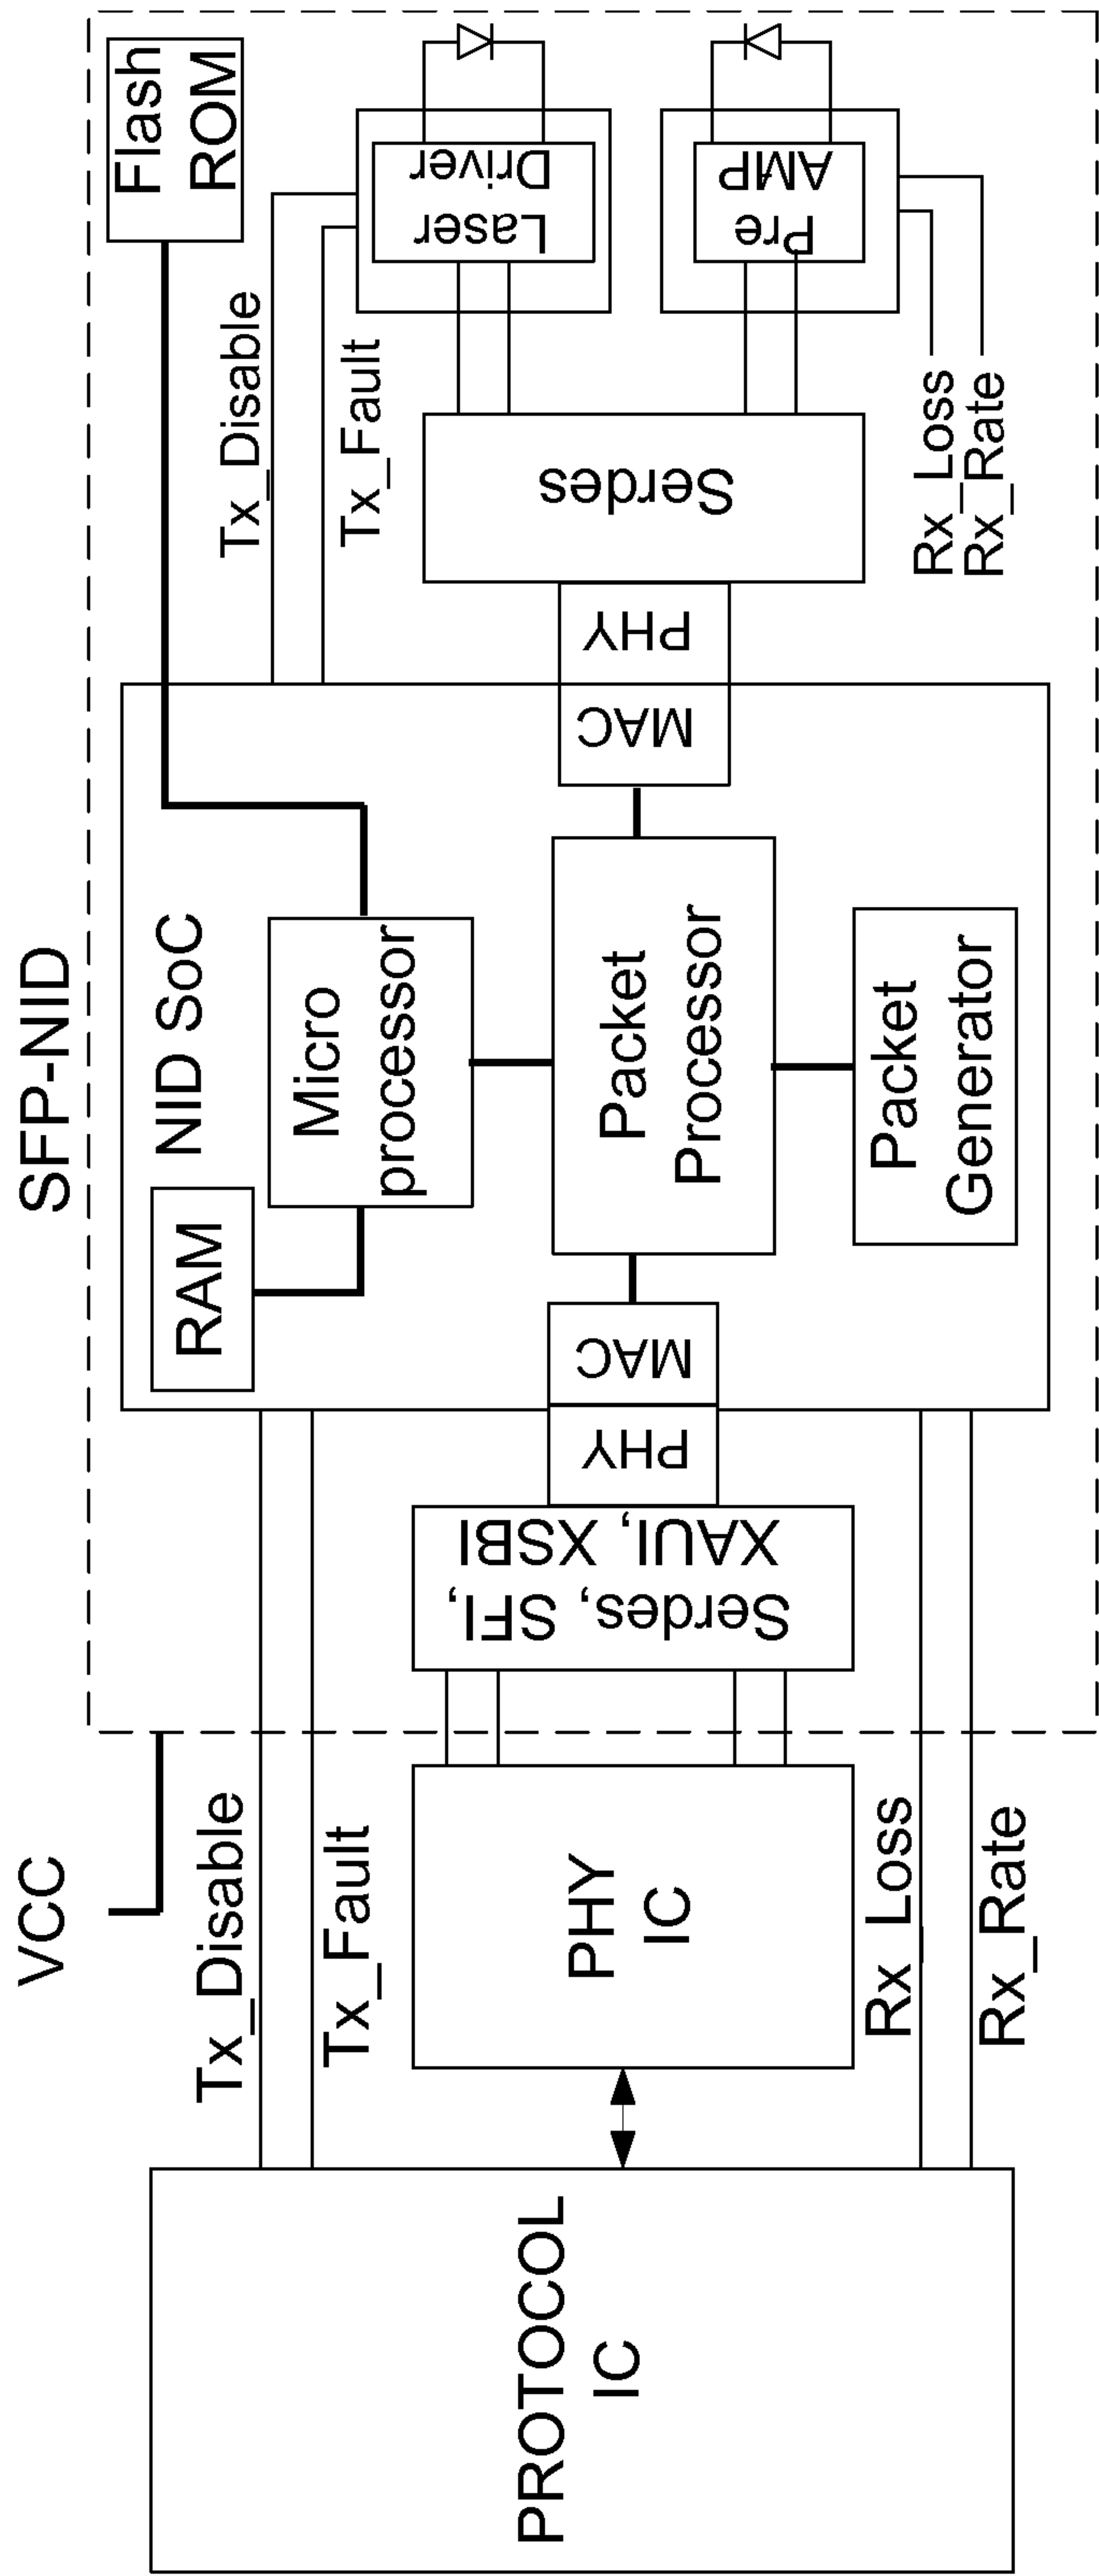 SFP-NID
VCC
Flash
ROM
NID SoC
RAM
Micro
processor
Tx_Disable
Tx_Fault
Tx_Disable
Tx_Fault
Laser
Driver
PROTOCOL
IC
PHY
IC
Serdes, SFI,
XAUI, XSBI
PHY
MAC
Packet
Processor
MAC
PHY
Serdes
Pre
AMP
Packet
Generator
Rx_Loss
Rx_Rate
Rx_Loss
Rx_Rate